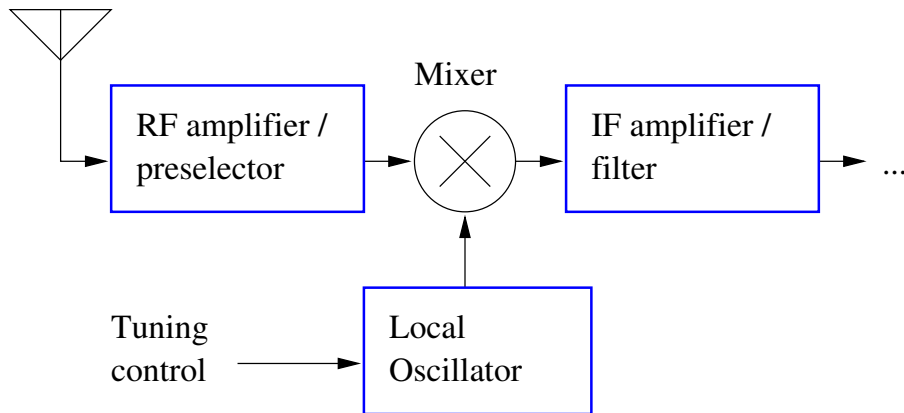 Mixer
RF amplifier /
preselector
IF amplifier /
filter
...
Tuning
control
Local
Oscillator